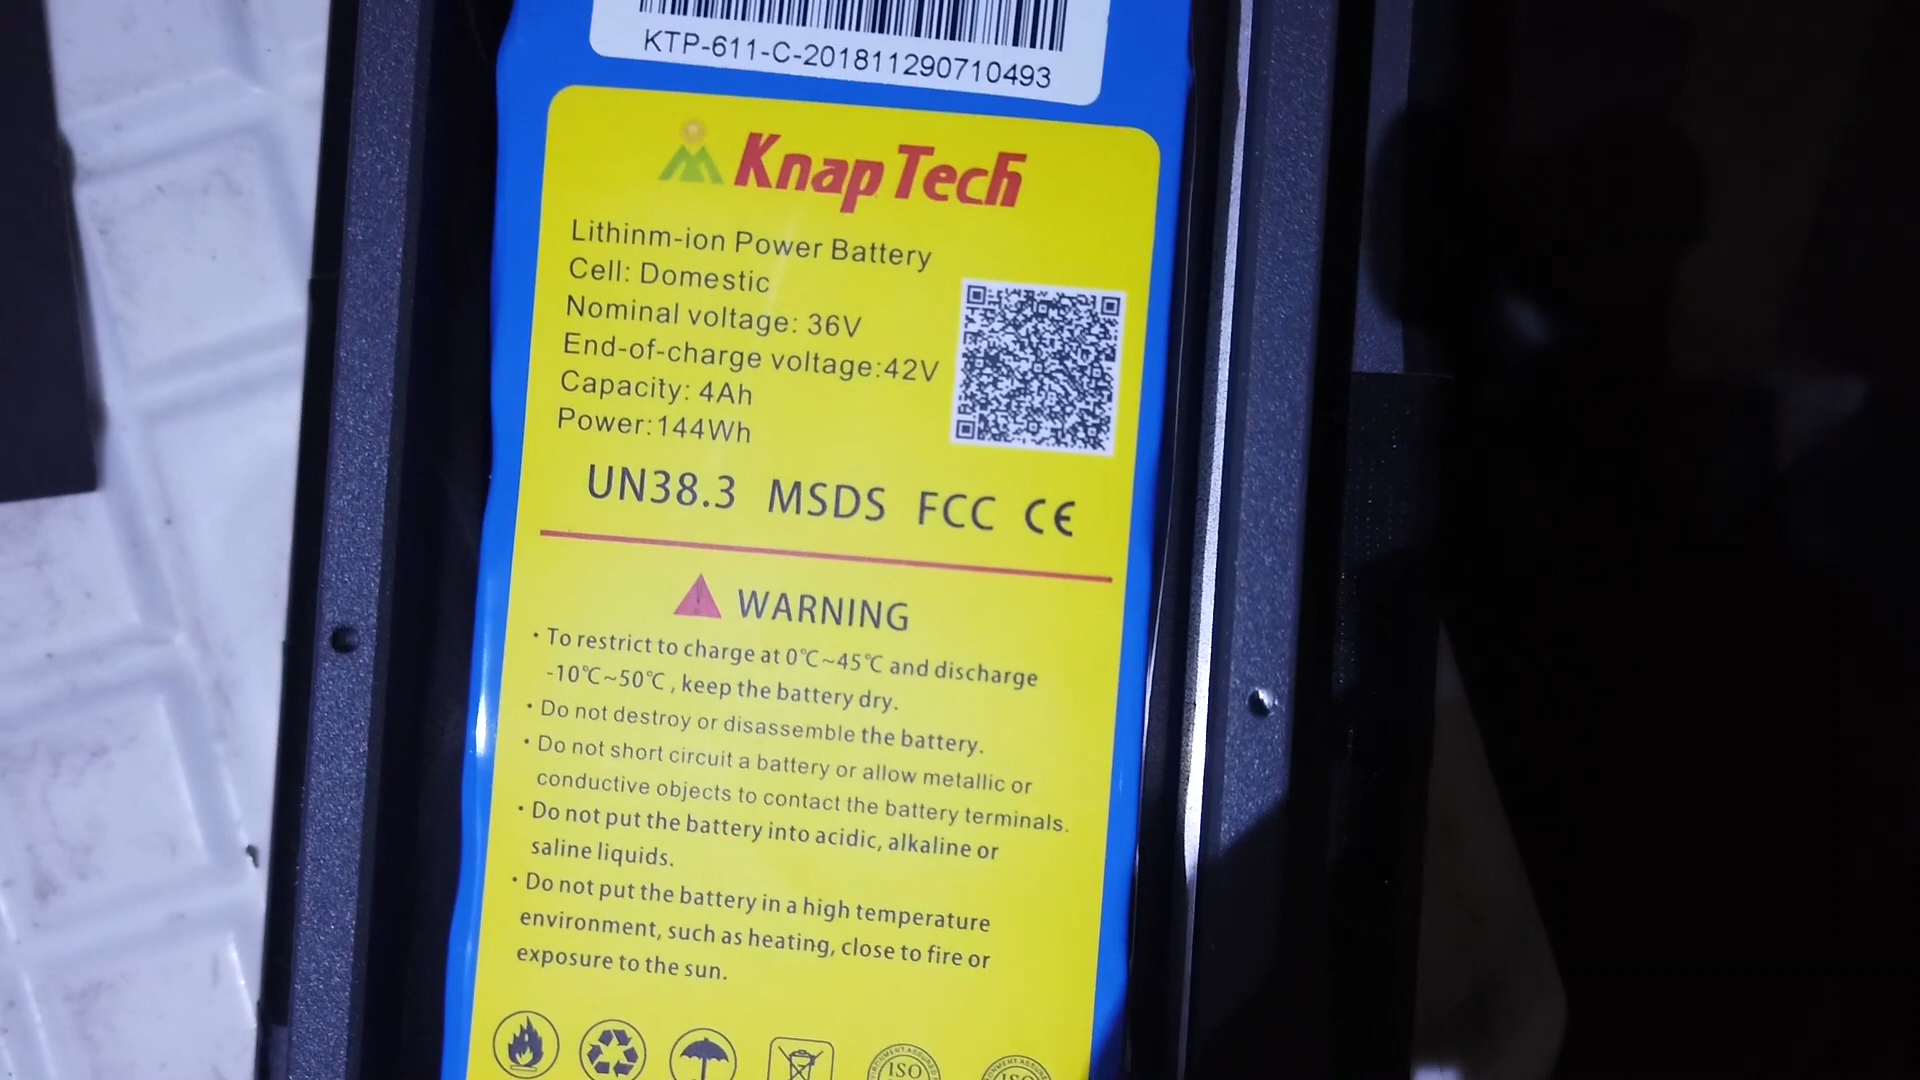 KTP-611-C-201811290710493
KnapTech
Lithinm-ion Power Battery
Cell: Domestic
Nominal voltage: 36V
End-of-charge voltage:42V
Capacity: 4Ah
Power:144Wh
UN38.3 MSDS FCC CE
WARNING
· To restrict to charge at 0℃~45℃ and discharge
-10℃~50℃ , keep the battery dry.
· Do not destroy or disassemble the battery.
· Do not short circuit a battery or allow metallic or
conductive objects to contact the battery terminals.
· Do not put the battery into acidic, alkaline or
saline liquids.
· Do not put the battery in a high temperature
environment, such as heating, close to fire or
exposure to the sun.
ISO
ISO